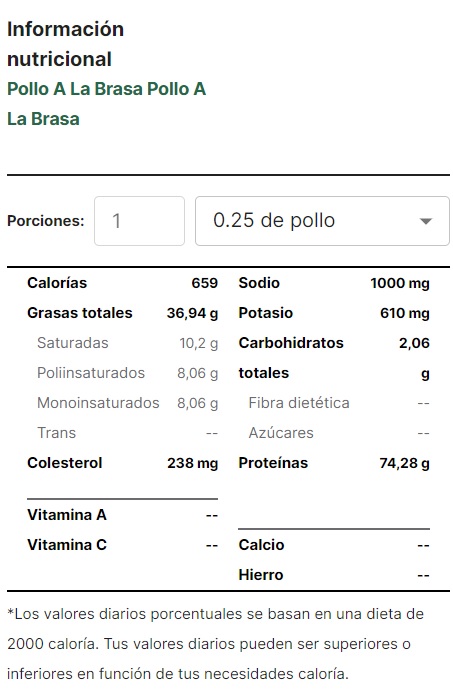 Información
nutricional
Pollo A La Brasa Pollo A
La Brasa
Porciones: 1 0.25 de pollo
Calorías 659 Sodio 1000 mg
Grasas totales 36,94 g Potasio 610 mg
Saturadas 10,2 g Carbohidratos 2,06
Poliinsaturados 8,06 g totales g
Monoinsaturados 8,06 g Fibra dietética --
Trans -- Azúcares --
Colesterol 238 mg Proteínas 74,28 g
Vitamina A --
Vitamina C -- Calcio --
Hierro --
*Los valores diarios porcentuales se basan en una dieta de
2000 caloría. Tus valores diarios pueden ser superiores o
inferiores en función de tus necesidades caloría.